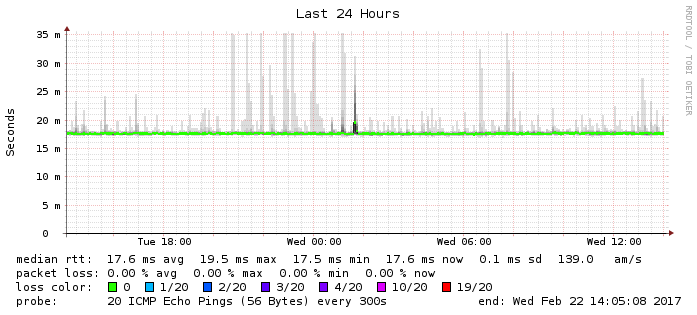 Last 24 Hours
RRDTOOL / TOBI OETIKER
Seconds
35 m
30 m
25 m
20 m
15 m
10 m
5 m
0
Tue 18:00 Wed 00:00 Wed 06:00 Wed 12:00
median rtt: 17.6 ms avg 19.5 ms max 17.5 ms min 17.6 ms now 0.1 ms sd 139.0 am/s
packet loss: 0.00 % avg 0.00 % max 0.00 % min 0.00 % now
loss color: 0 1/20 2/20 3/20 4/20 10/20 19/20
probe: 20 ICMP Echo Pings (56 Bytes) every 300s end: Wed Feb 22 14:05:08 2017